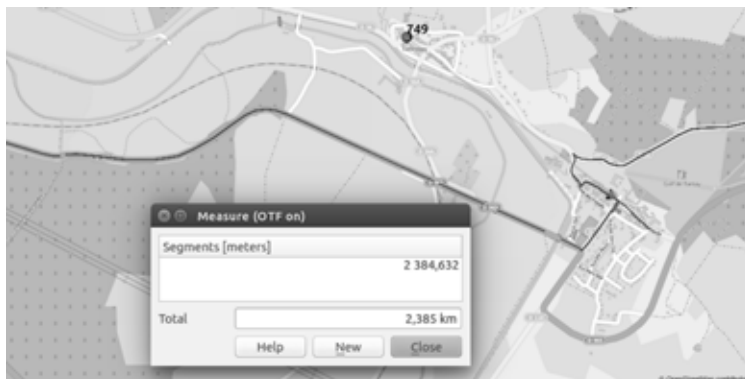 749
Measure (OTF on)
Segments [meters]
2 384,632
Total
2,385 km
Help
New
Close